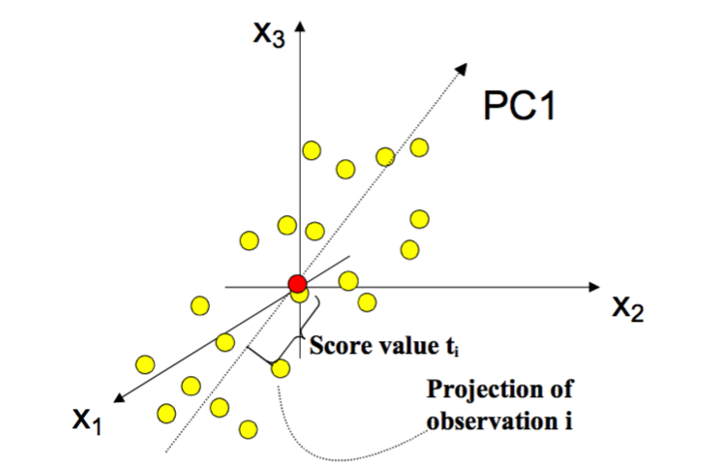 x₃
PC1
x₂
Score value tᵢ
Projection of
observation i
x₁